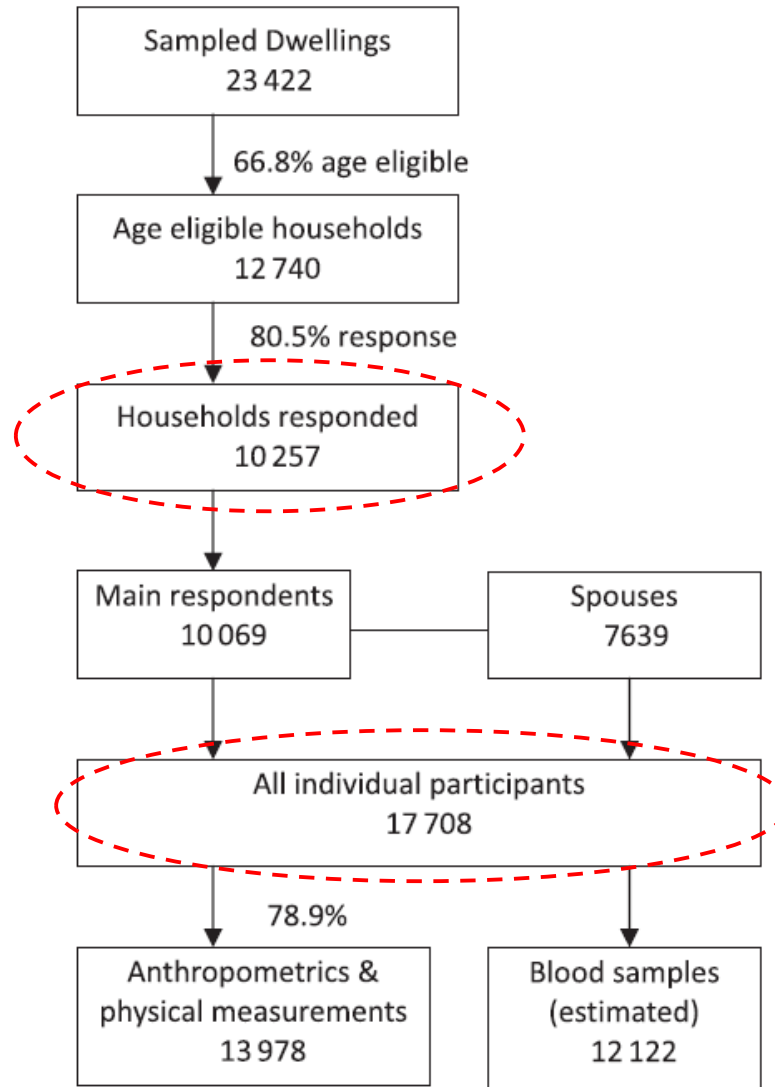 Sampled Dwellings
23 422
66.8% age eligible
Age eligible households
12 740
80.5% response
Households responded
10 257
Main respondents
10 069
Spouses
7639
All individual participants
17 708
78.9%
Anthropometrics &
physical measurements
13 978
Blood samples
(estimated)
12 122